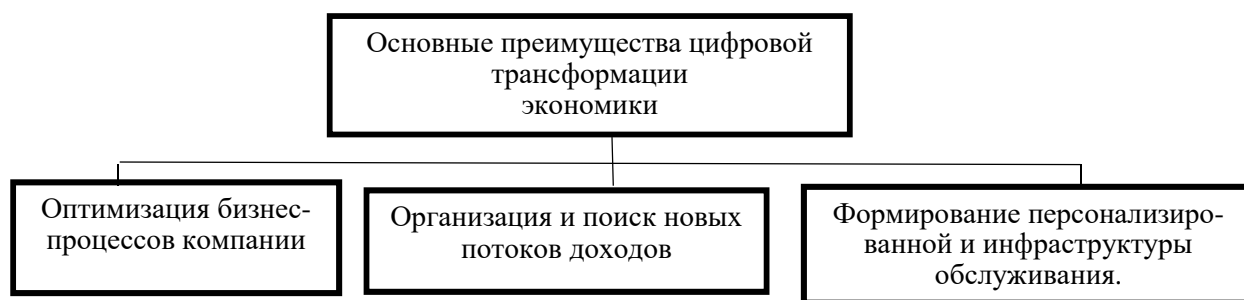 Основные преимущества цифровой
трансформации
экономики
Оптимизация бизнес-
процессов компании
Организация и поиск новых
потоков доходов
Формирование персонализиро-
ванной и инфраструктуры
обслуживания.